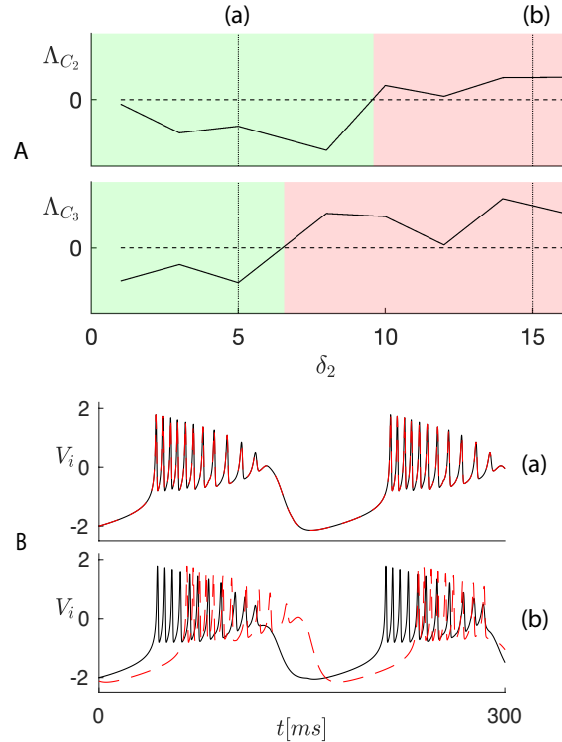 (a) (b)
Λ_{C_2}
0
A
Λ_{C_3}
0
0 5 10 15
δ_2
2
V_i 0 (a)
-2
B
2
V_i 0
(b)
-2
0 300
t[ms]